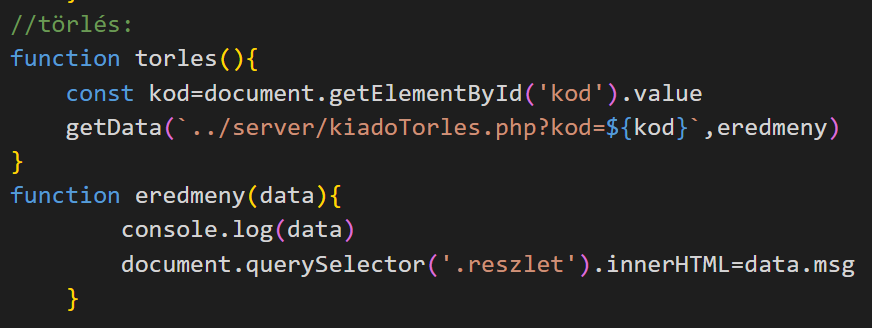 //törlés:
function torles(){
    const kod=document.getElementById('kod').value
    getData(`../server/kiadoTorles.php?kod=${kod}`,eredmeny)
}
function eredmeny(data){
        console.log(data)
        document.querySelector('.reszlet').innerHTML=data.msg
    }